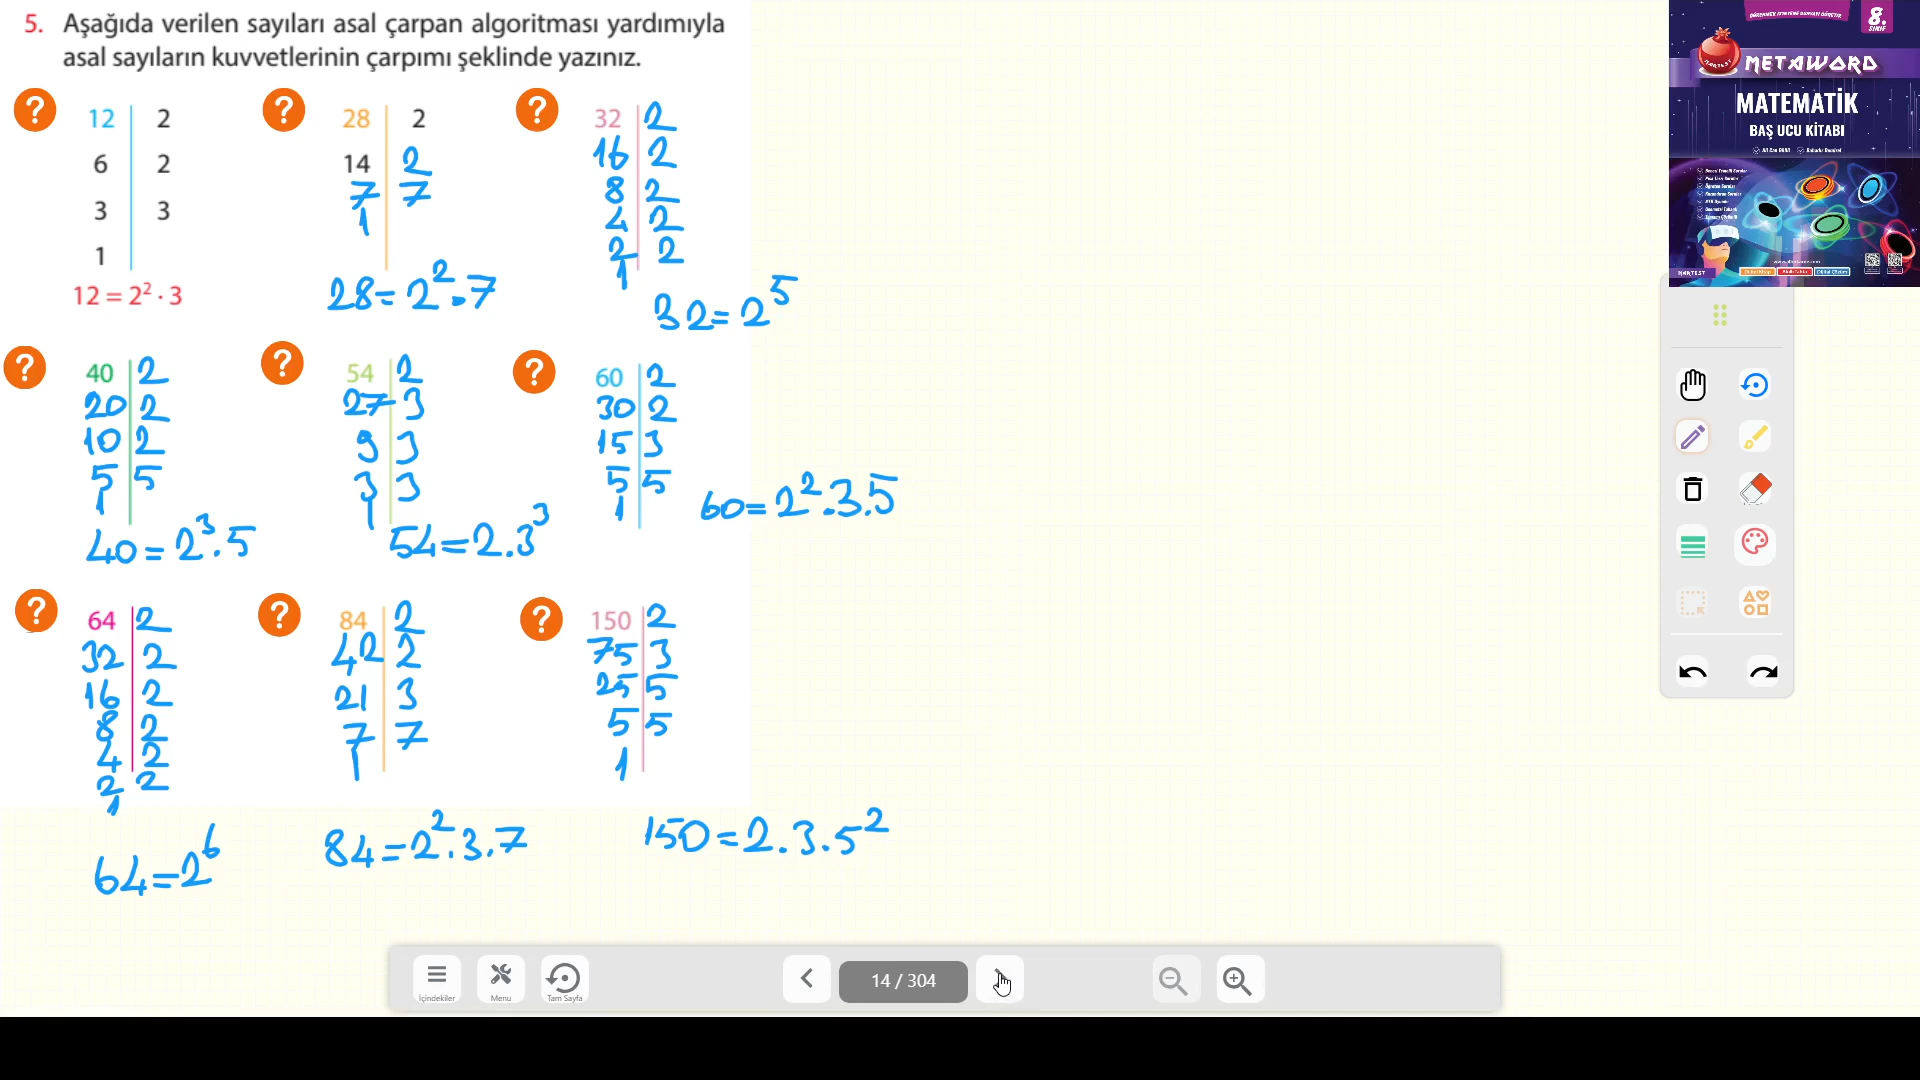 5. Aşağıda verilen sayıları asal çarpan algoritması yardımıyla
asal sayıların kuvvetlerinin çarpımı şeklinde yazınız.
? 12 2
6 2
3 3
1
12 = 2² · 3
? 28 2
14 2
7 7
1
28 = 2² . 7
? 32 2
16 2
8 2
4 2
2 2
1
32 = 2⁵
? 40 2
20 2
10 2
5 5
1
40 = 2³ . 5
? 54 2
27 3
9 3
3 3
1
54 = 2 . 3³
? 60 2
30 2
15 3
5 5
1
60 = 2² . 3 . 5
? 64 2
32 2
16 2
8 2
4 2
2 2
1
64 = 2⁶
? 84 2
42 2
21 3
7 7
1
84 = 2² . 3 . 7
? 150 2
75 3
25 5
5 5
1
150 = 2 . 3 . 5²
8.
SINIF
NARTEST
METAWORD
MATEMATİK
BAŞ UCU KİTABI
NARTEST
İçindekiler
Menu
Tam Sayfa
14 / 304